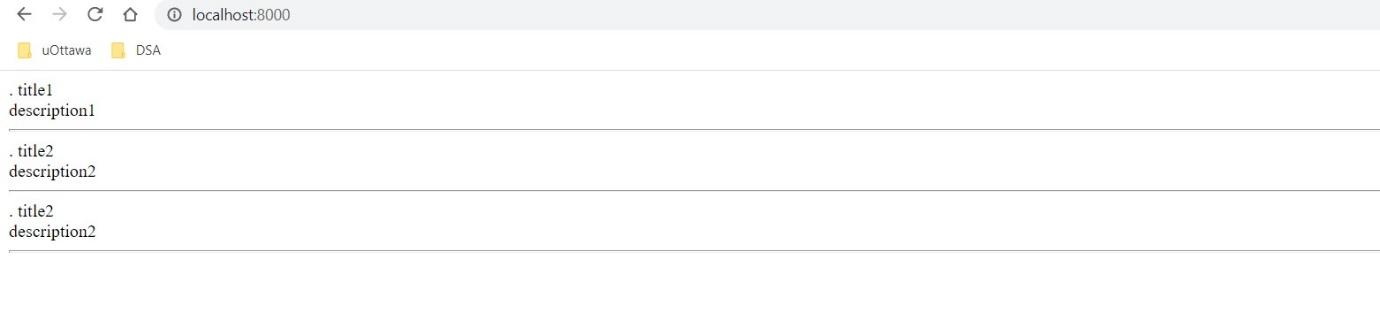 localhost:8000
uOttawa DSA
. title1
description1
. title2
description2
. title2
description2